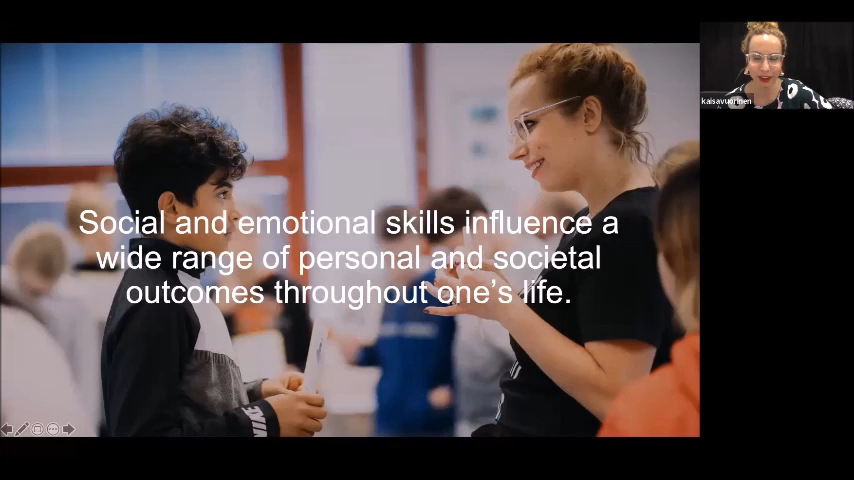 Social and emotional skills influence a
wide range of personal and societal
outcomes throughout one's life.
kaisavuorinen